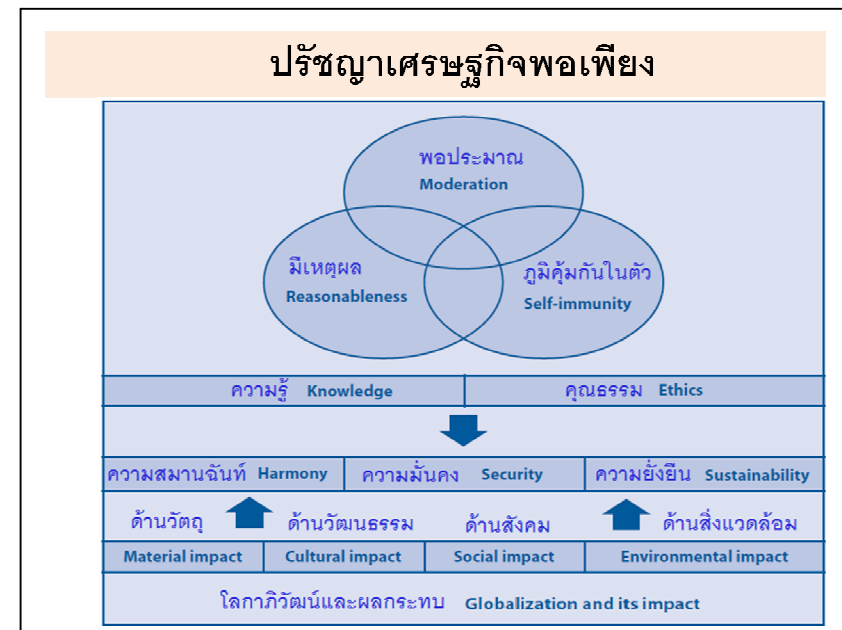 ปรัชญาเศรษฐกิจพอเพียง
พอประมาณ
Moderation
มีเหตุผล
Reasonableness
ภูมิคุ้มกันในตัว
Self-immunity
ความรู้ Knowledge
คุณธรรม Ethics
ความสมานฉันท์ Harmony
ความมั่นคง Security
ความยั่งยืน Sustainability
ด้านวัตถุ
ด้านวัฒนธรรม
ด้านสังคม
ด้านสิ่งแวดล้อม
Material impact
Cultural impact
Social impact
Environmental impact
โลกาภิวัฒน์และผลกระทบ Globalization and its impact